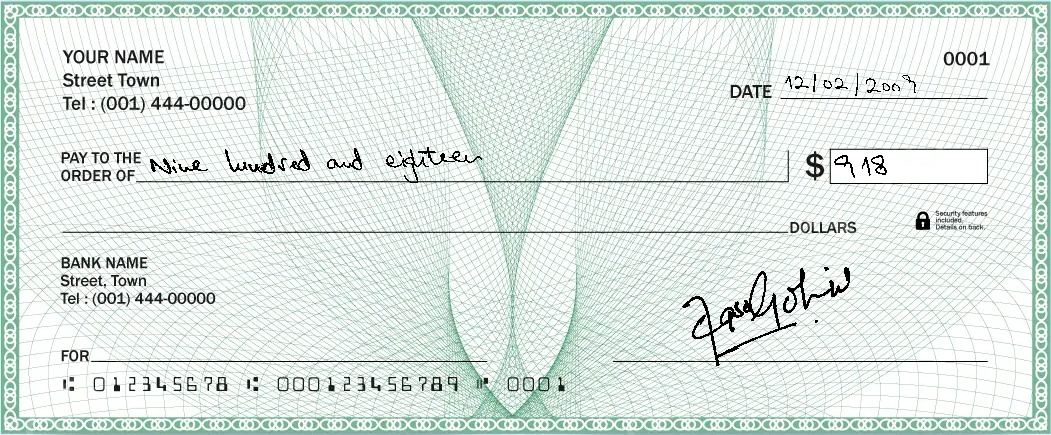 YOUR NAME
0001
Street Town
Tel : (001) 444-00000
DATE 12/02/2009
PAY TO THE
ORDER OF Nine hundred and eighteen $ 918
DOLLARS
Security features
included.
Details on back.
BANK NAME
Street, Town
Tel : (001) 444-00000
FOR
⑆ 012345678 ⑆ 000123456789 ⑈ 0001